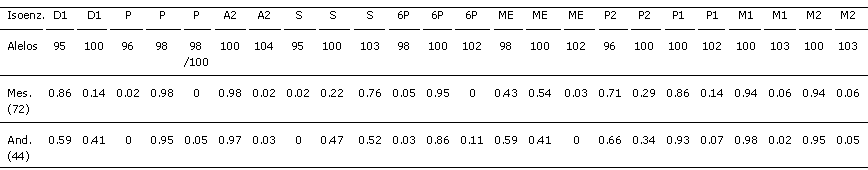 Isoenz. D1 D1 P P P A2 A2 S S S 6P 6P 6P ME ME ME P2 P2 P1 P1 M1 M1 M2 M2
Alelos 95 100 96 98 98 100 104 95 100 103 98 100 102 98 100 102 96 100 100 102 100 103 100 103
/100
Mes. 0.86 0.14 0.02 0.98 0 0.98 0.02 0.02 0.22 0.76 0.05 0.95 0 0.43 0.54 0.03 0.71 0.29 0.86 0.14 0.94 0.06 0.94 0.06
(72)
And. 0.59 0.41 0 0.95 0.05 0.97 0.03 0 0.47 0.52 0.03 0.86 0.11 0.59 0.41 0 0.66 0.34 0.93 0.07 0.98 0.02 0.95 0.05
(44)